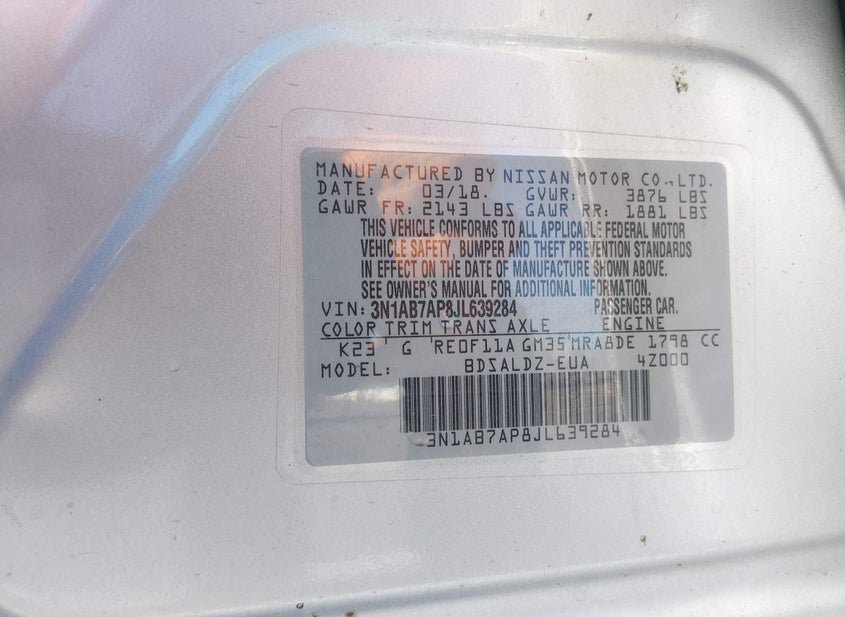 MANUFACTURED BY NISSAN MOTOR CO., LTD.
DATE: 03/18. GVWR: 3876 LBS
GAWR FR: 2143 LBS GAWR RR: 1881 LBS
THIS VEHICLE CONFORMS TO ALL APPLICABLE FEDERAL MOTOR
VEHICLE SAFETY, BUMPER AND THEFT PREVENTION STANDARDS
IN EFFECT ON THE DATE OF MANUFACTURE SHOWN ABOVE.
SEE OWNER'S MANUAL FOR ADDITIONAL INFORMATION.
VIN: 3N1AB7AP8JL639284 PASSENGER CAR.
COLOR TRIM TRANS AXLE ENGINE
K23 G RE0F11A GM35 MRA8DE 1798 CC
MODEL: BDSALDZ-EUA 4Z000
3N1AB7AP8JL639284